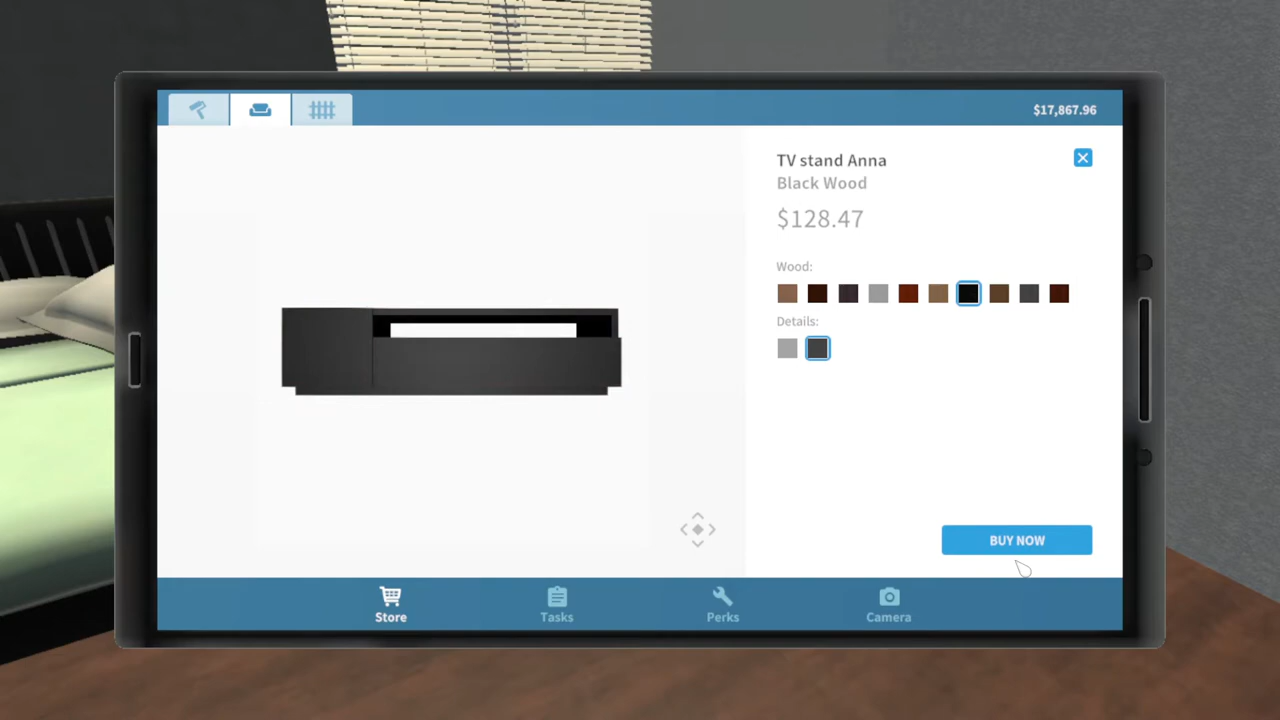 $17,867.96
TV stand Anna
Black Wood
$128.47
Wood:
Details:
BUY NOW
Store
Tasks
Perks
Camera